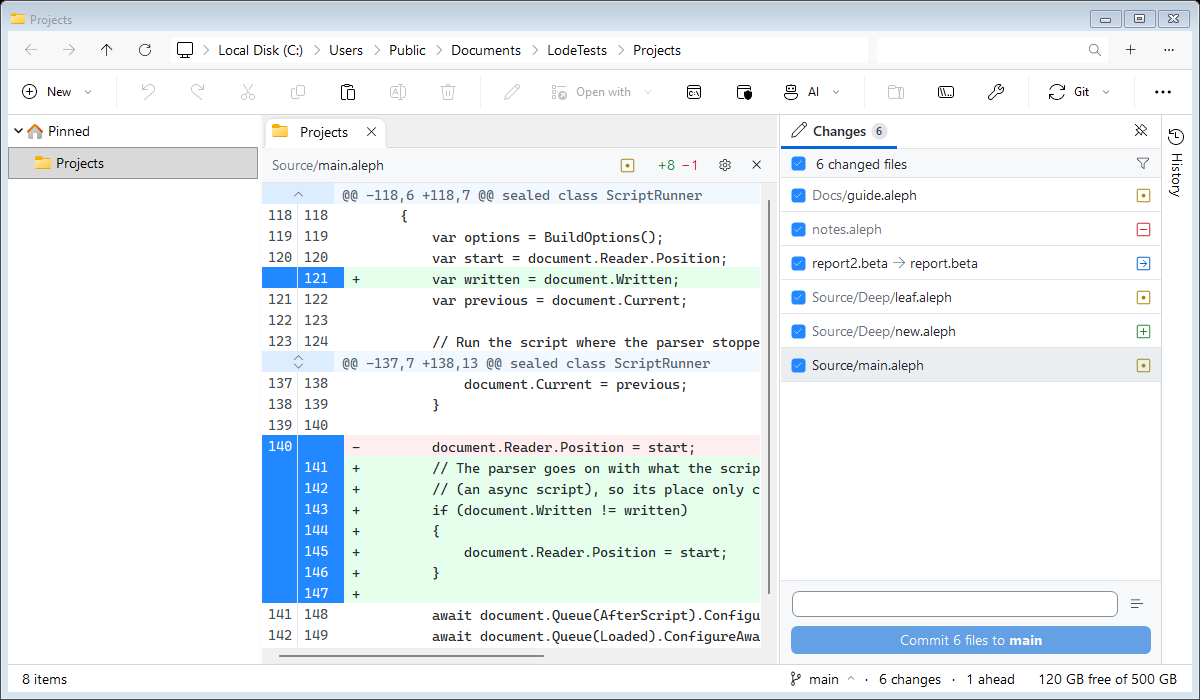 Projects
Local Disk (C:) Users Public Documents LodeTests Projects
New Open with AI Git
Pinned
Projects
Projects
Source/main.aleph +8 −1
@@ −118,6 +118,7 @@ sealed class ScriptRunner
118 118 {
119 119 var options = BuildOptions();
120 120 var start = document.Reader.Position;
121 + var written = document.Written;
121 122 var previous = document.Current;
122 123
123 124 // Run the script where the parser stoppe
@@ −137,7 +138,13 @@ sealed class ScriptRunner
137 138 document.Current = previous;
138 139 }
139 140
140 − document.Reader.Position = start;
141 + // The parser goes on with what the scrip
142 + // (an async script), so its place only c
143 + if (document.Written != written)
144 + {
145 + document.Reader.Position = start;
146 + }
147 +
141 148 await document.Queue(AfterScript).Configu
142 149 await document.Queue(Loaded).ConfigureAwa
Changes 6
6 changed files
Docs/guide.aleph
notes.aleph
report2.beta → report.beta
Source/Deep/leaf.aleph
Source/Deep/new.aleph
Source/main.aleph
Commit 6 files to main
History
8 items
main · 6 changes · 1 ahead 120 GB free of 500 GB